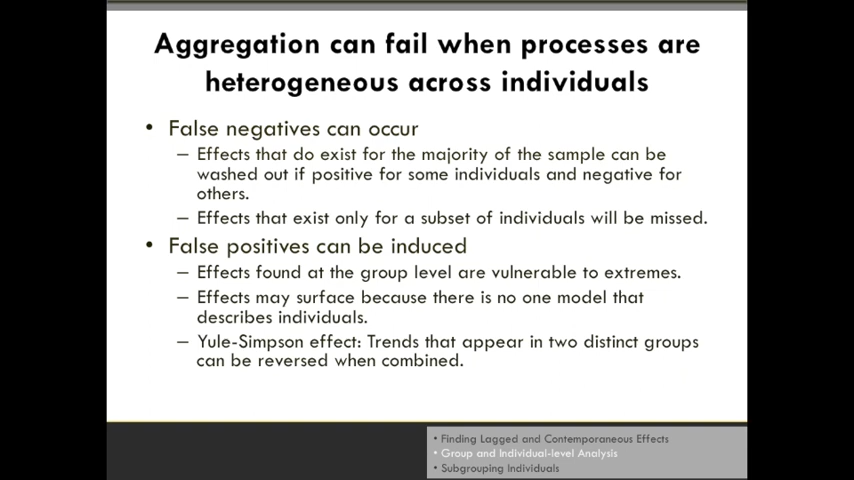 Aggregation can fail when processes are
heterogeneous across individuals
• False negatives can occur
– Effects that do exist for the majority of the sample can be
washed out if positive for some individuals and negative for
others.
– Effects that exist only for a subset of individuals will be missed.
• False positives can be induced
– Effects found at the group level are vulnerable to extremes.
– Effects may surface because there is no one model that
describes individuals.
– Yule-Simpson effect: Trends that appear in two distinct groups
can be reversed when combined.
• Finding Lagged and Contemporaneous Effects
• Group and Individual-level Analysis
• Subgrouping Individuals